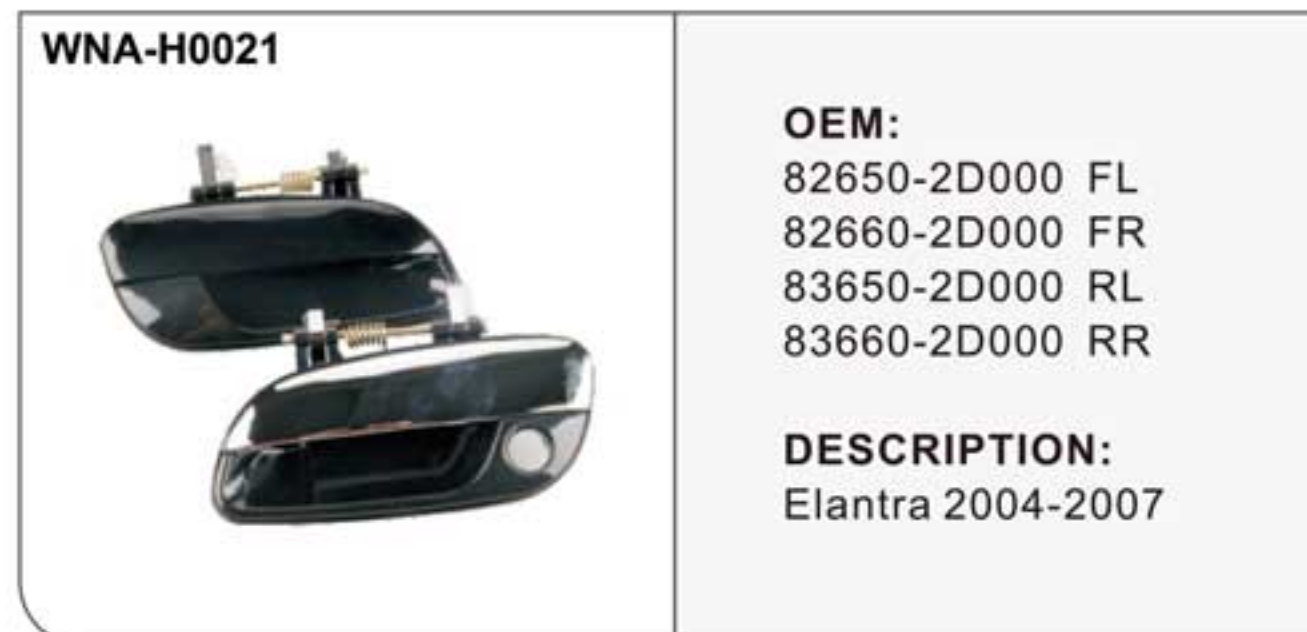 WNA-H0021
OEM:
82650-2D000 FL
82660-2D000 FR
83650-2D000 RL
83660-2D000 RR
DESCRIPTION:
Elantra 2004-2007